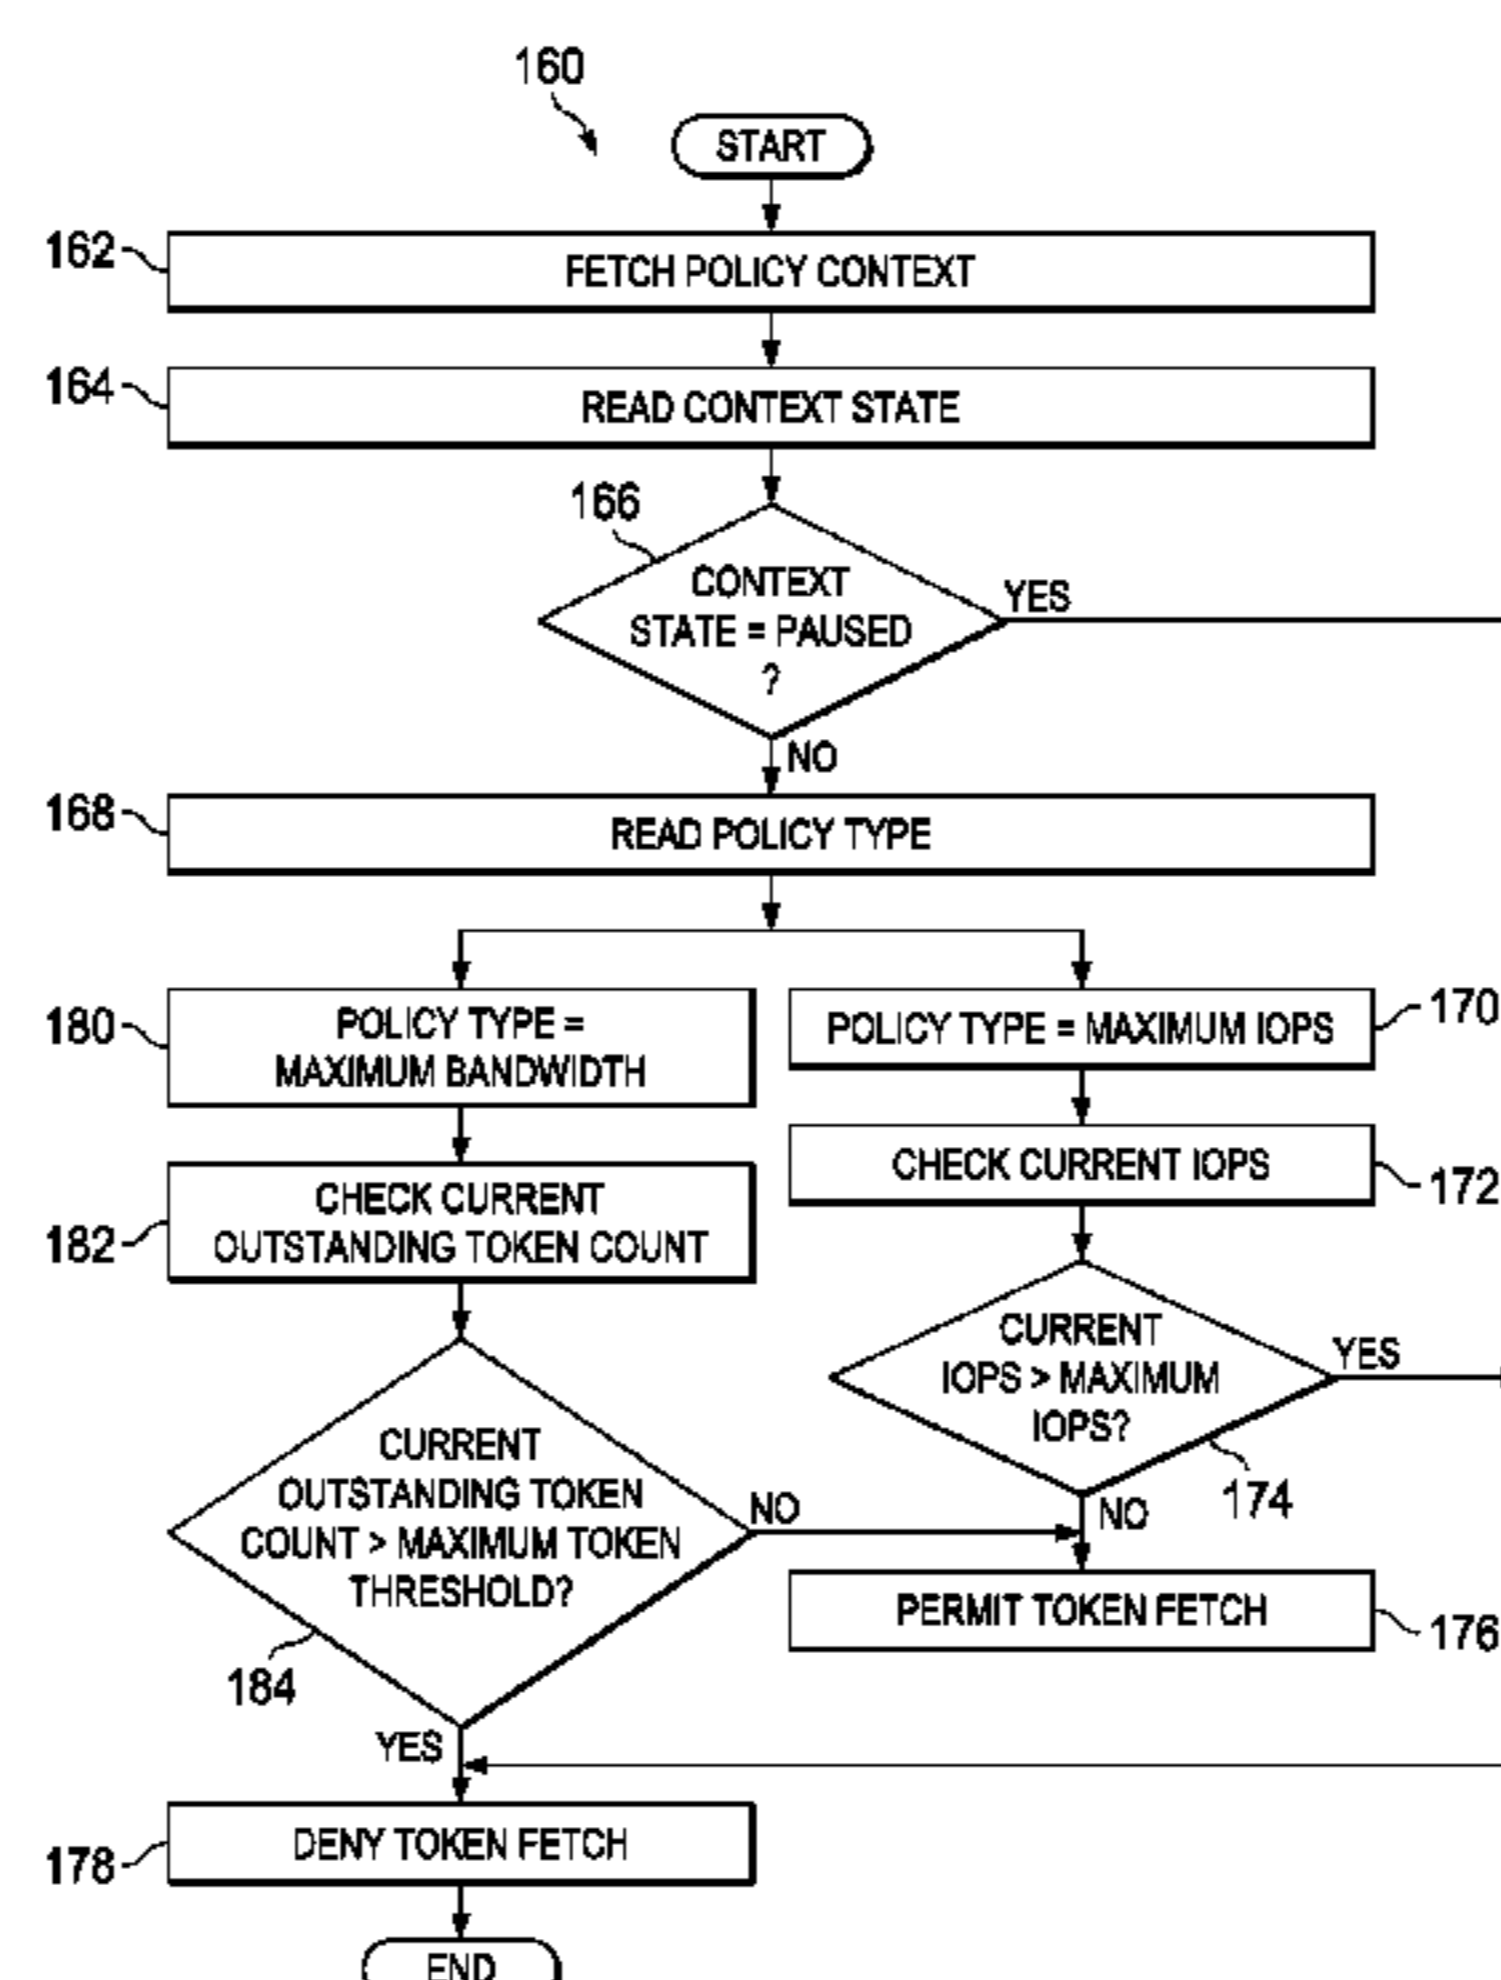 160
START
162
FETCH POLICY CONTEXT
164
READ CONTEXT STATE
166
CONTEXT
STATE = PAUSED
?
YES
NO
168
READ POLICY TYPE
180
POLICY TYPE =
MAXIMUM BANDWIDTH
POLICY TYPE = MAXIMUM IOPS
170
CHECK CURRENT IOPS
172
182
CHECK CURRENT
OUTSTANDING TOKEN COUNT
CURRENT
IOPS > MAXIMUM
IOPS?
YES
174
NO
CURRENT
OUTSTANDING TOKEN
COUNT > MAXIMUM TOKEN
THRESHOLD?
NO
184
YES
PERMIT TOKEN FETCH
176
178
DENY TOKEN FETCH
END